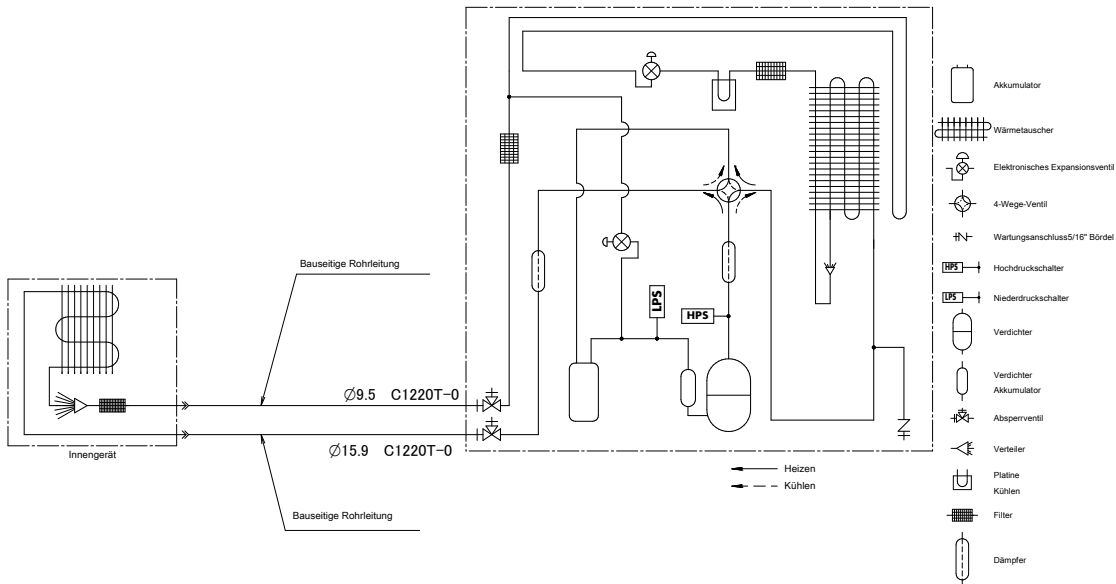 Akkumulator
Wärmetauscher
Elektronisches Expansionsventil
4-Wege-Ventil
Wartungsanschluss5/16" Bördel
HPS
Hochdruckschalter
LPS
Niederdruckschalter
Verdichter
Verdichter
Akkumulator
Absperrventil
Verteiler
Platine
Kühlen
Filter
Dämpfer
LPS
HPS
Bauseitige Rohrleitung
Ø9.5 C1220T-0
Ø15.9 C1220T-0
Innengerät
Bauseitige Rohrleitung
Heizen
Kühlen